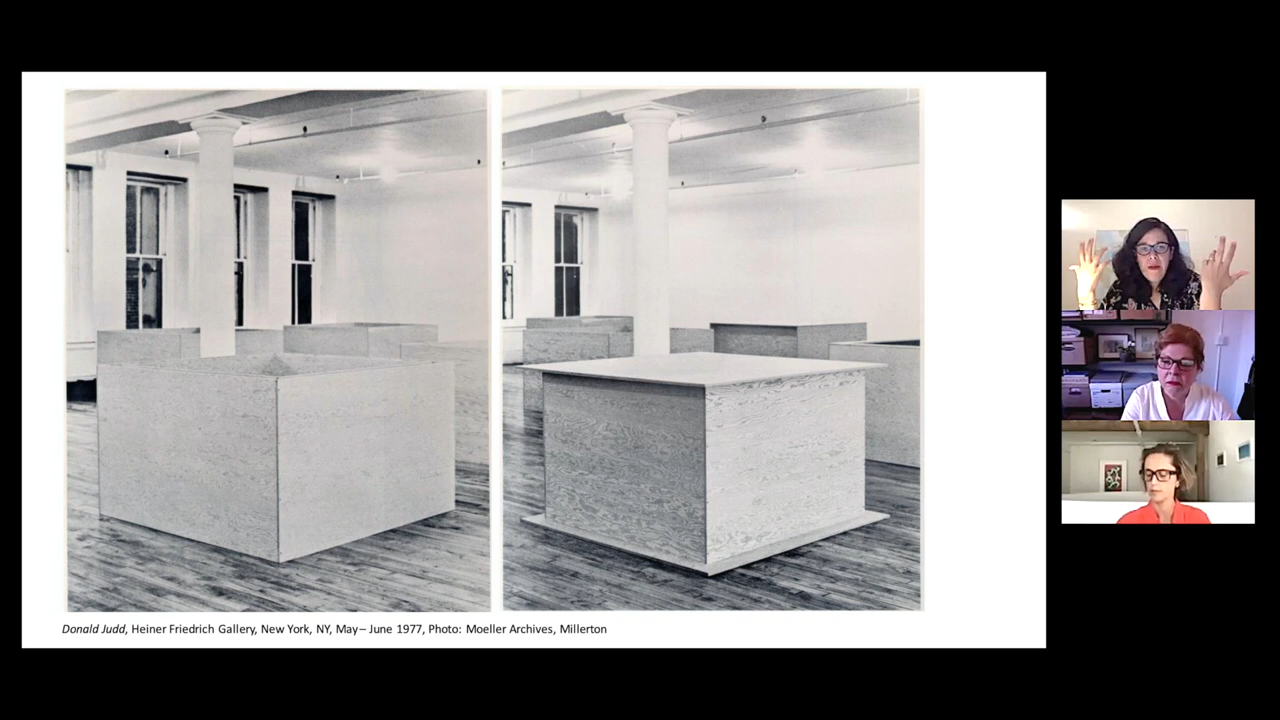 Donald Judd, Heiner Friedrich Gallery, New York, NY, May – June 1977, Photo: Moeller Archives, Millerton